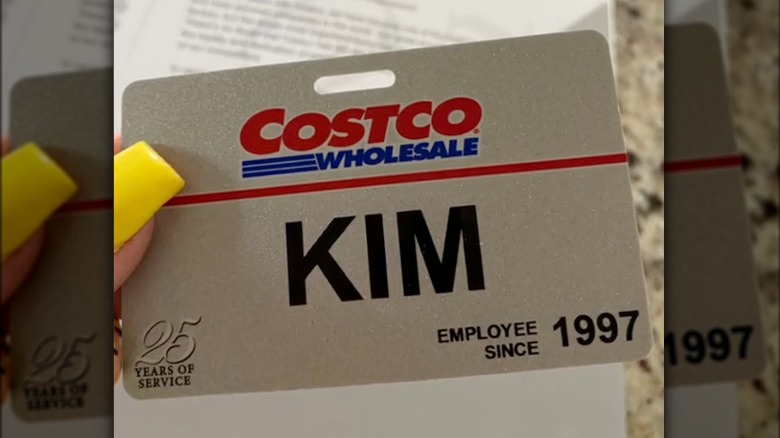 COSTCO
WHOLESALE
KIM
EMPLOYEE
SINCE 1997
25
YEARS OF
SERVICE